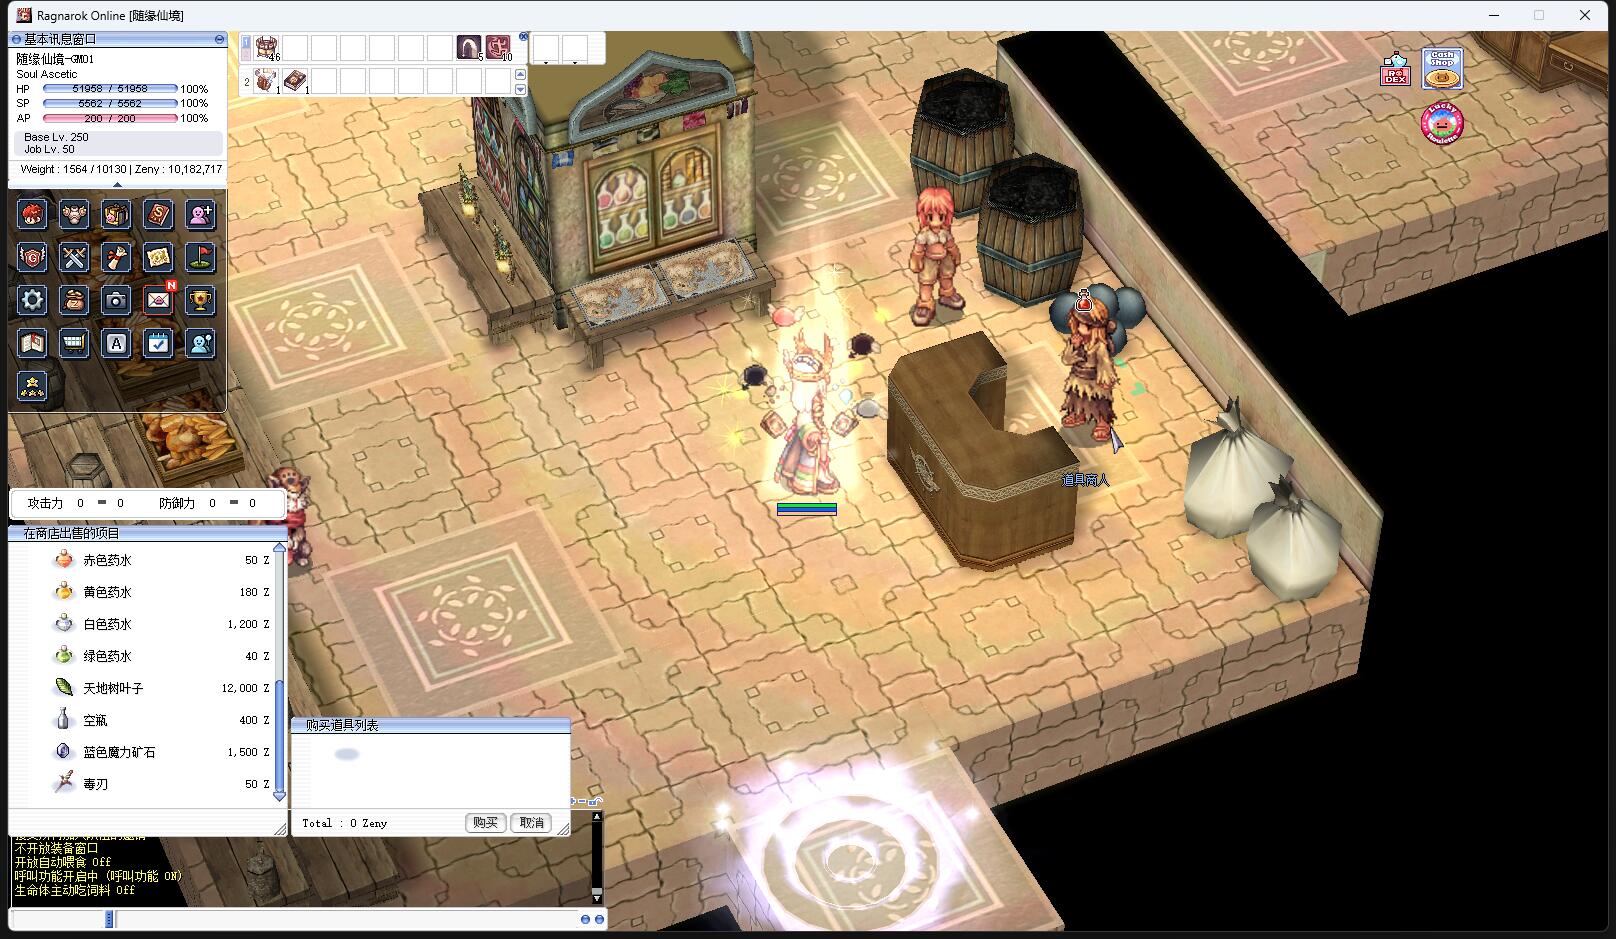 Ragnarok Online [随缘仙境]
基本讯息窗口
随缘仙境-GM01
Soul Ascetic
HP 51958 / 51958 100%
SP 5562 / 5562 100%
AP 200 / 200 100%
Base Lv. 250
Job Lv. 50
Weight : 1564 / 10130 | Zeny : 10,182,717
1
46
5
10
2
1
1
N
G
A
RO DEX
Cash Shop
Lucky Roulette
道具商人
攻击力 0 = 0 防御力 0 = 0
在商店出售的项目
赤色药水 50 Z
黄色药水 180 Z
白色药水 1,200 Z
绿色药水 40 Z
天地树叶子 12,000 Z
空瓶 400 Z
蓝色魔力矿石 1,500 Z
毒刃 50 Z
购买道具列表
Total : 0 Zeny 购买 取消
不开放装备窗口
开放自动喂食 Off
呼叫功能开启中 (呼叫功能 ON)
生命体主动吃饲料 Off